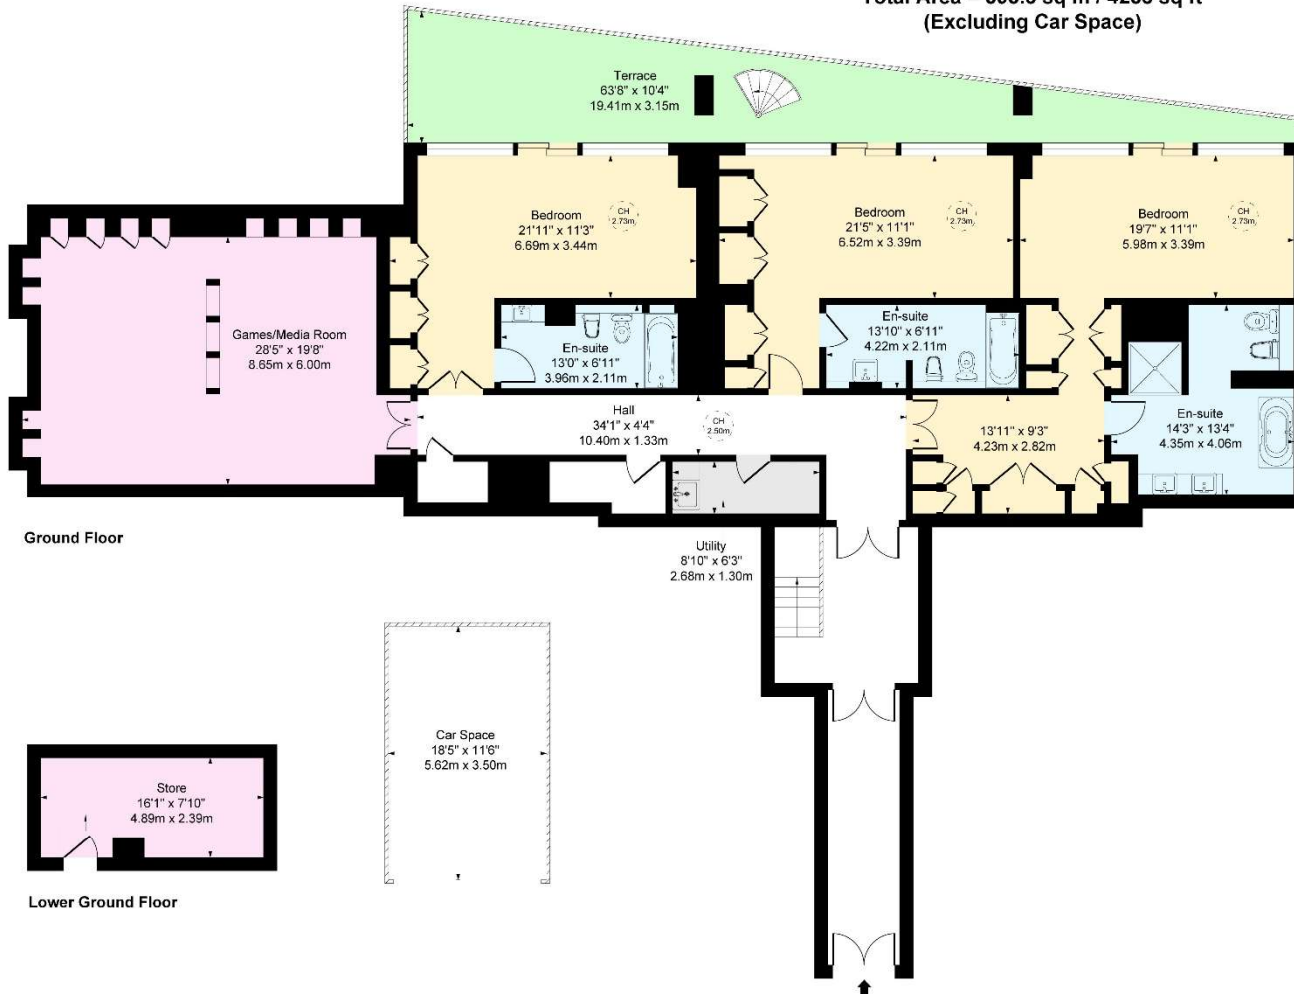 (Excluding Car Space)
Terrace
63'8" x 10'4"
19.41m x 3.15m
Bedroom
21'11" x 11'3"
6.69m x 3.44m
CH
2.73m
Bedroom
21'5" x 11'1"
6.52m x 3.39m
CH
2.73m
Bedroom
19'7" x 11'1"
5.98m x 3.39m
CH
2.73m
Games/Media Room
28'5" x 19'8"
8.65m x 6.00m
En-suite
13'0" x 6'11"
3.96m x 2.11m
En-suite
13'10" x 6'11"
4.22m x 2.11m
Hall
34'1" x 4'4"
10.40m x 1.33m
CH
2.50m
13'11" x 9'3"
4.23m x 2.82m
En-suite
14'3" x 13'4"
4.35m x 4.06m
Ground Floor
Utility
8'10" x 6'3"
2.68m x 1.30m
Car Space
18'5" x 11'6"
5.62m x 3.50m
Store
16'1" x 7'10"
4.89m x 2.39m
Lower Ground Floor